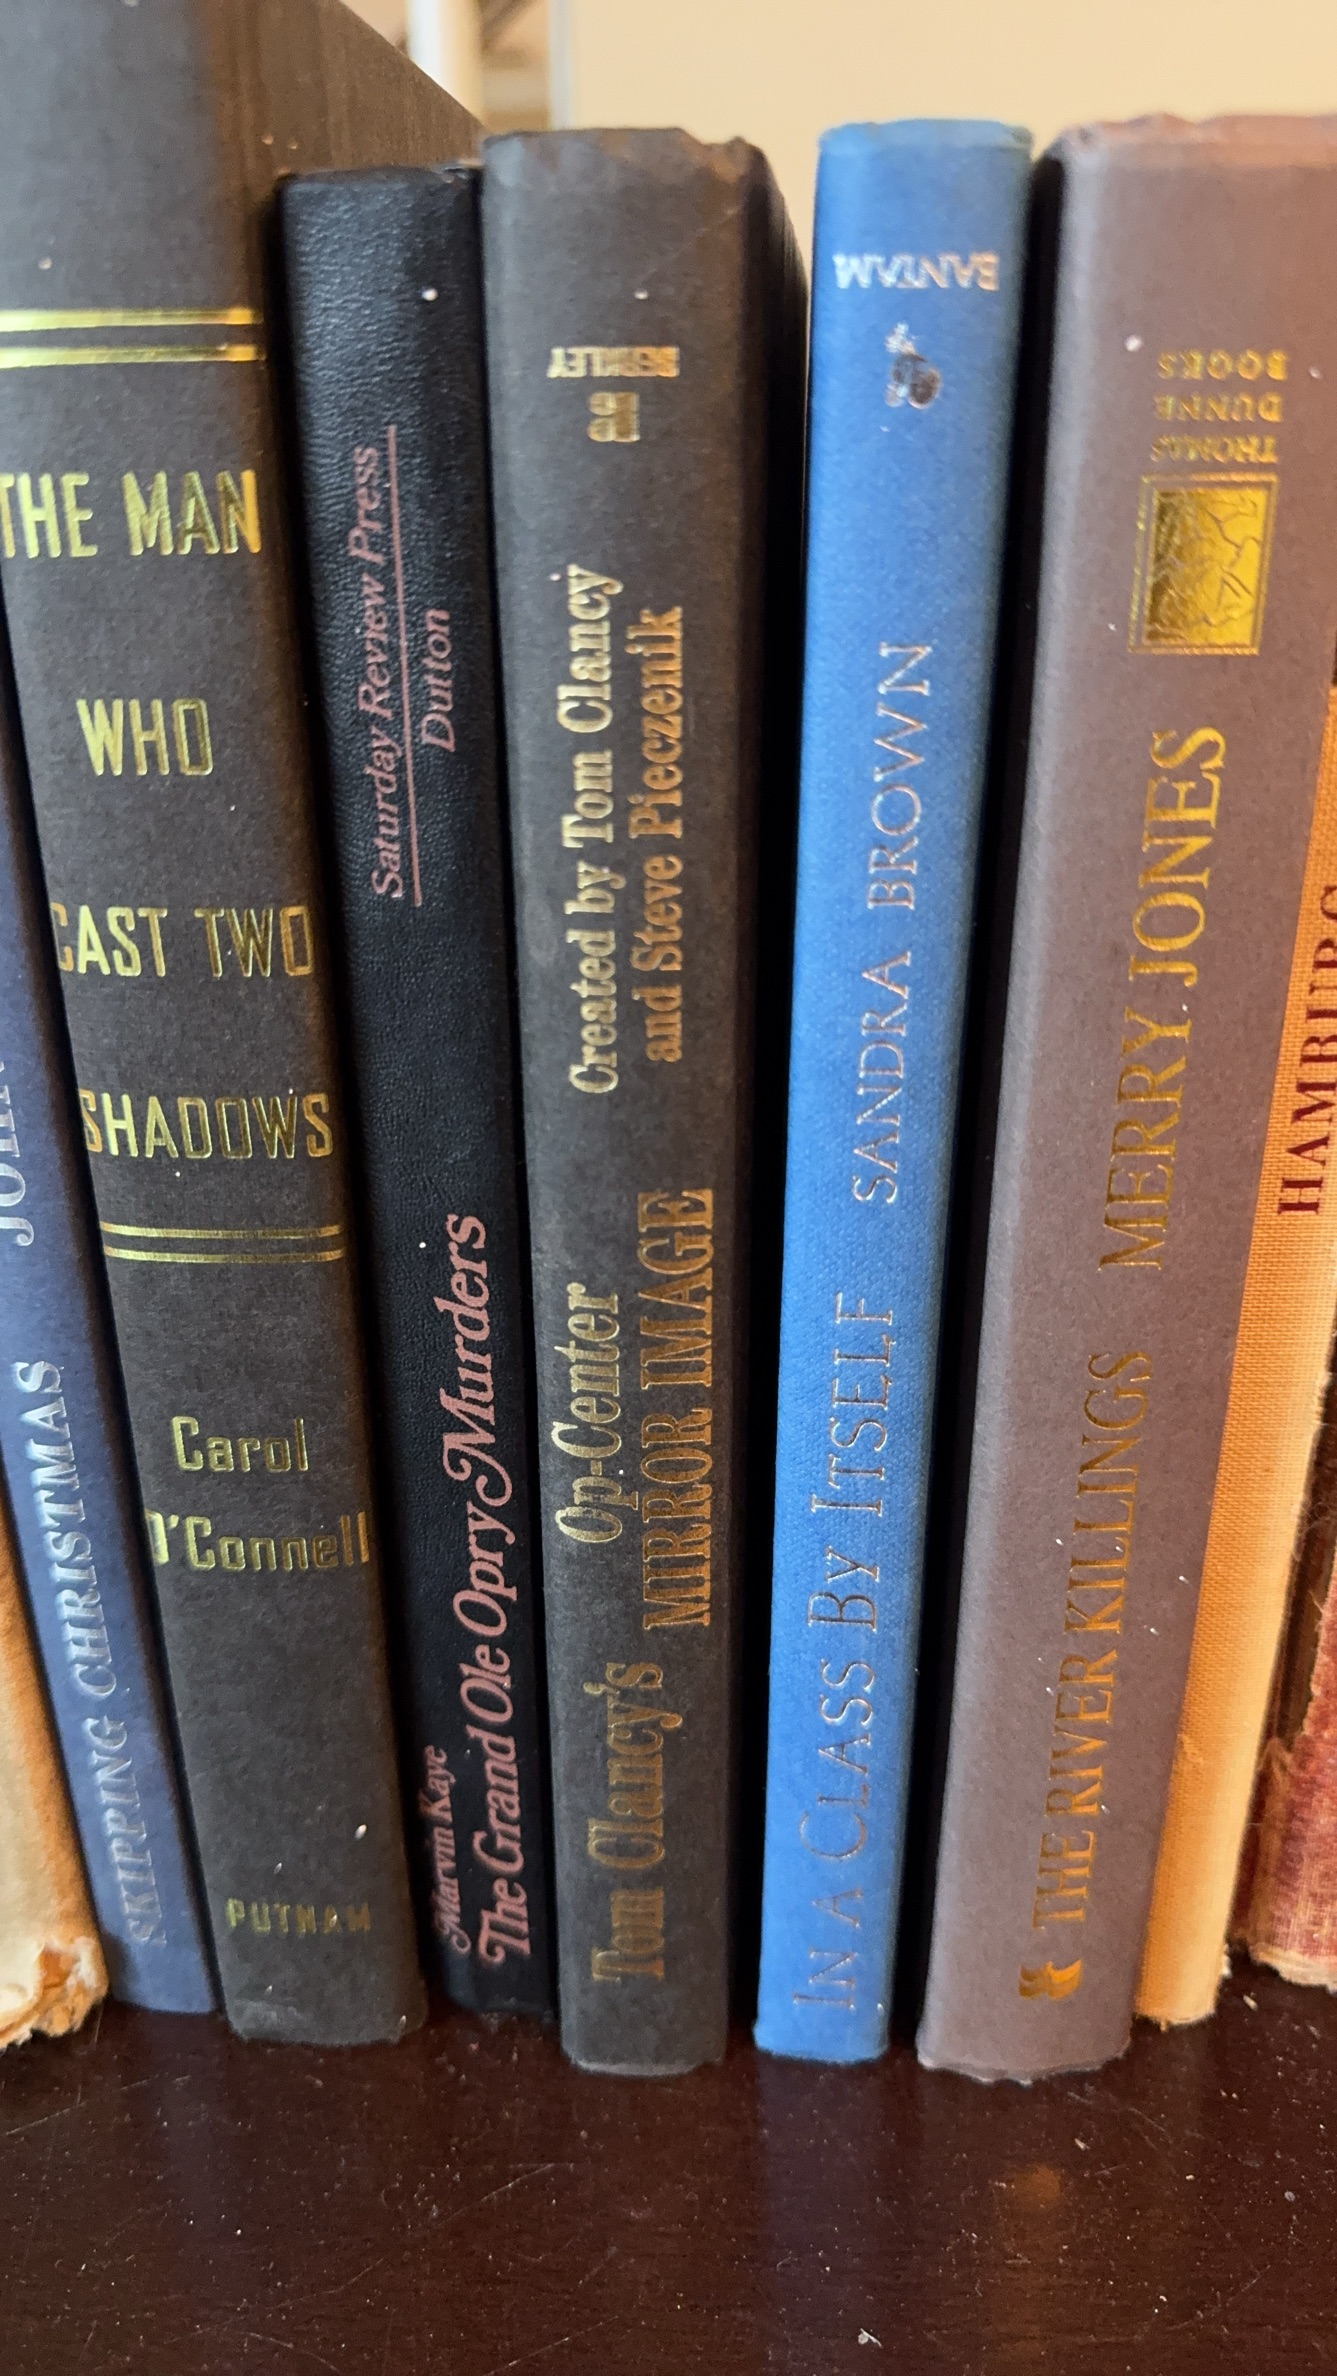 SKIPPING CHRISTMAS
THE MAN
WHO
CAST TWO
SHADOWS
Carol
O'Connell
PUTNAM
Marvin Kaye
The Grand Ole Opry Murders
Saturday Review Press
Dutton
Tom Clancy's
Op-Center
MIRROR IMAGE
Created by Tom Clancy
and Steve Pieczenik
BERKLEY
IN A CLASS BY ITSELF SANDRA BROWN
BANTAM
THE RIVER KILLINGS MERRY JONES
THOMAS
DUNNE
BOOKS
HAMBURG